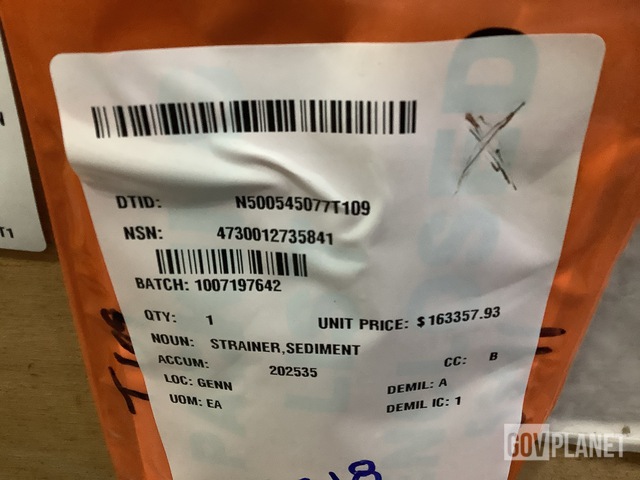 DTID: N500545077T109
NSN: 4730012735841
BATCH: 1007197642
QTY: 1 UNIT PRICE: $ 163357.93
NOUN: STRAINER,SEDIMENT
ACCUM: 202535 CC: B
LOC: GENN DEMIL: A
UOM: EA DEMIL IC: 1
T1
GOVPLANET